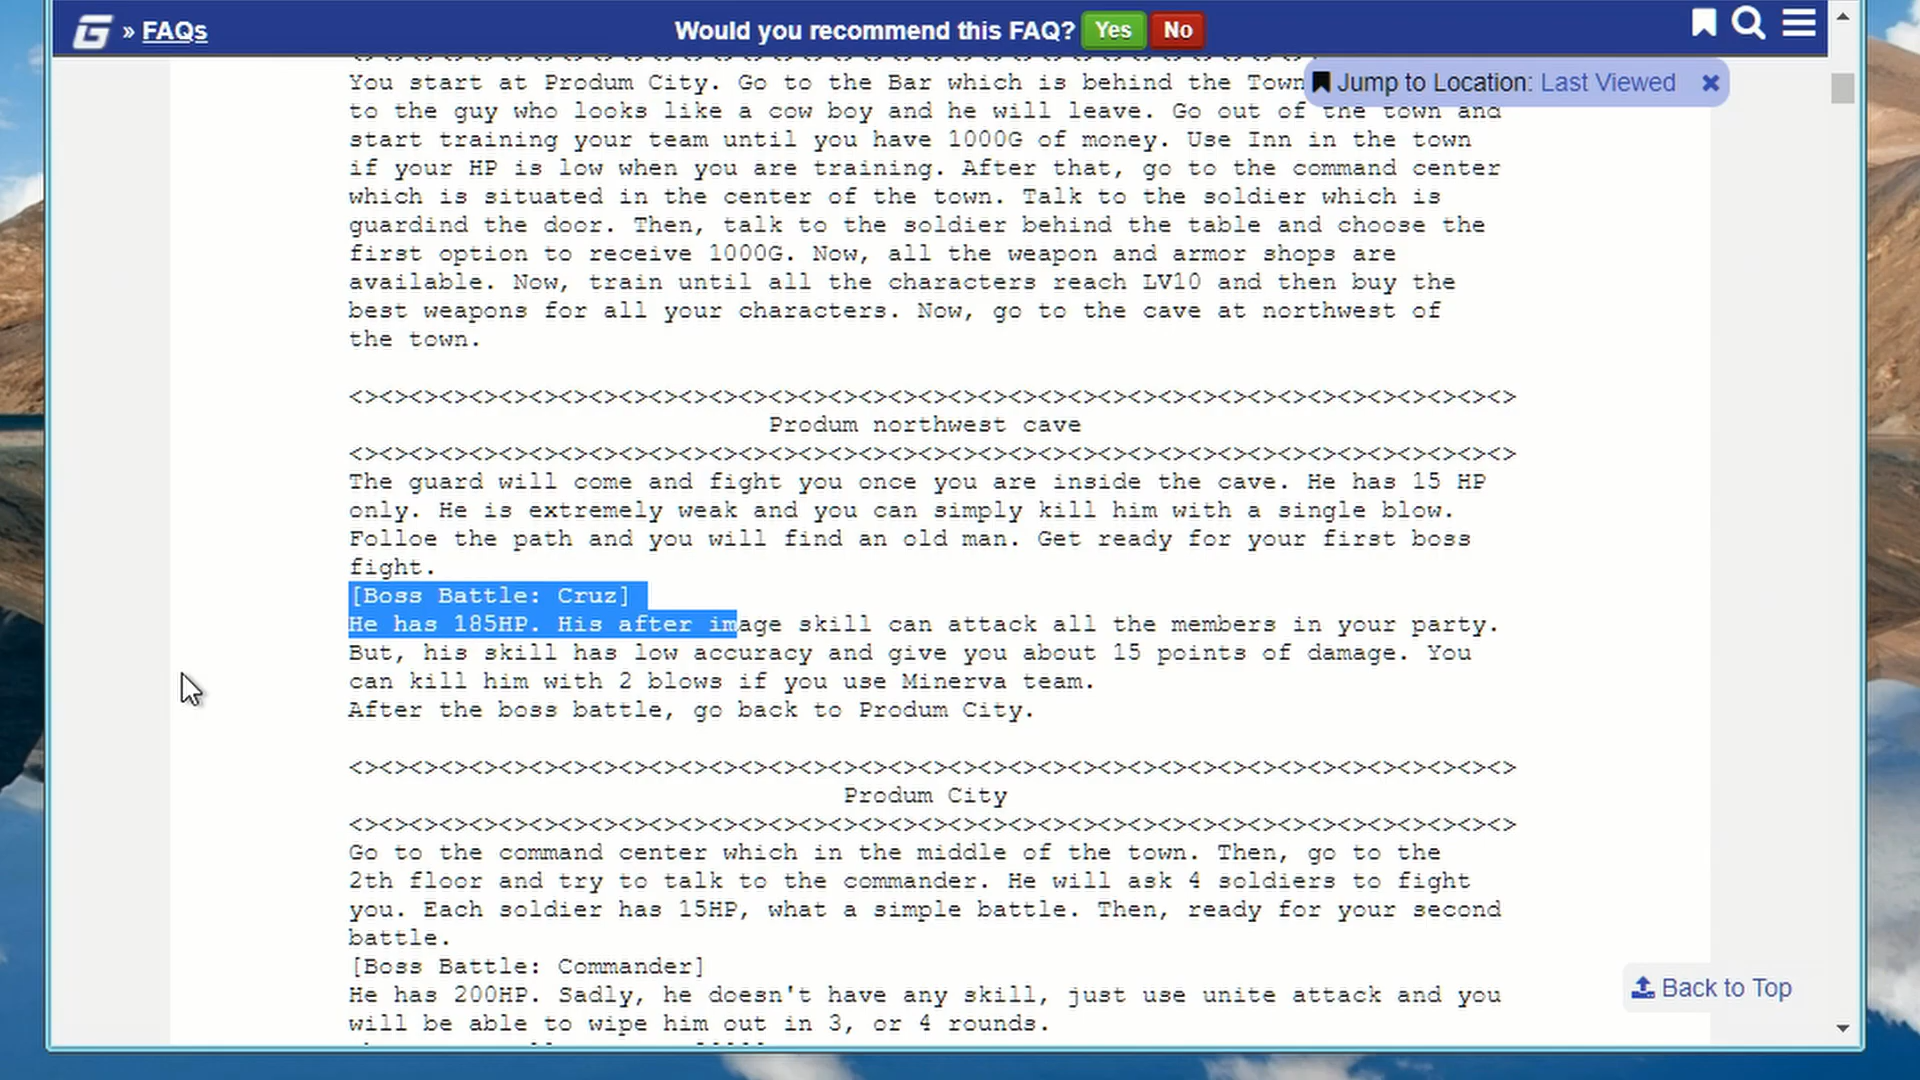 » FAQs
Would you recommend this FAQ? Yes No
Jump to Location: Last Viewed ×
You start at Produm City. Go to the Bar which is behind the Town
to the guy who looks like a cow boy and he will leave. Go out of the town and
start training your team until you have 1000G of money. Use Inn in the town
if your HP is low when you are training. After that, go to the command center
which is situated in the center of the town. Talk to the soldier which is
guardind the door. Then, talk to the soldier behind the table and choose the
first option to receive 1000G. Now, all the weapon and armor shops are
available. Now, train until all the characters reach LV10 and then buy the
best weapons for all your characters. Now, go to the cave at northwest of
the town.
<><><><><><><><><><><><><><><><><><><><><><><><><><><><><><><><><><><><><><>
Produm northwest cave
<><><><><><><><><><><><><><><><><><><><><><><><><><><><><><><><><><><><><><>
The guard will come and fight you once you are inside the cave. He has 15 HP
only. He is extremely weak and you can simply kill him with a single blow.
Folloe the path and you will find an old man. Get ready for your first boss
fight.
[Boss Battle: Cruz]
He has 185HP. His after image skill can attack all the members in your party.
But, his skill has low accuracy and give you about 15 points of damage. You
can kill him with 2 blows if you use Minerva team.
After the boss battle, go back to Produm City.
<><><><><><><><><><><><><><><><><><><><><><><><><><><><><><><><><><><><><><>
Produm City
<><><><><><><><><><><><><><><><><><><><><><><><><><><><><><><><><><><><><><>
Go to the command center which in the middle of the town. Then, go to the
2th floor and try to talk to the commander. He will ask 4 soldiers to fight
you. Each soldier has 15HP, what a simple battle. Then, ready for your second
battle.
[Boss Battle: Commander]
He has 200HP. Sadly, he doesn't have any skill, just use unite attack and you
will be able to wipe him out in 3, or 4 rounds.
Back to Top